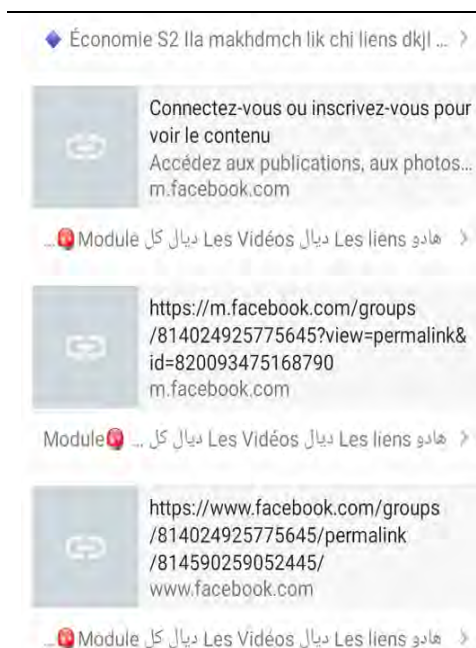 Économie S2 Ila makhdmch lik chi liens dkjl ...
Connectez-vous ou inscrivez-vous pour
voir le contenu
Accédez aux publications, aux photos...
m.facebook.com
هادو Les liens ديال Les Vidéos ديال كل Module🚨...
https://m.facebook.com/groups
/814024925775645?view=permalink&
id=820093475168790
m.facebook.com
هادو Les liens ديال Les Vidéos ديال كل ... 🚨Module
https://www.facebook.com/groups
/814024925775645/permalink
/814590259052445/
www.facebook.com
هادو Les liens ديال Les Vidéos ديال كل Module🚨...